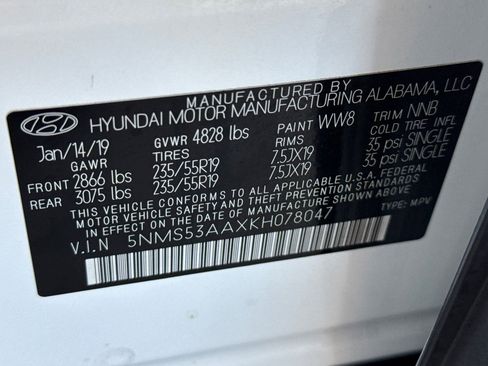 MANUFACTURED BY
HYUNDAI MOTOR MANUFACTURING ALABAMA, LLC
Jan/14/19 GVWR 4828 lbs PAINT WW8 TRIM NNB
GAWR TIRES RIMS COLD TIRE INFL
FRONT 2866 lbs 235/55R19 7.5JX19 35 psi SINGLE
REAR 3075 lbs 235/55R19 7.5JX19 35 psi SINGLE
THIS VEHICLE CONFORMS TO ALL APPLICABLE U.S.A. FEDERAL
MOTOR VEHICLE SAFETY STANDARDS AND THEFT PREVENTION STANDARDS
IN EFFECT ON THE DATE OF MANUFACTURE SHOWN ABOVE.
V.I.N 5NMS53AAXKH078047 TYPE: MPV